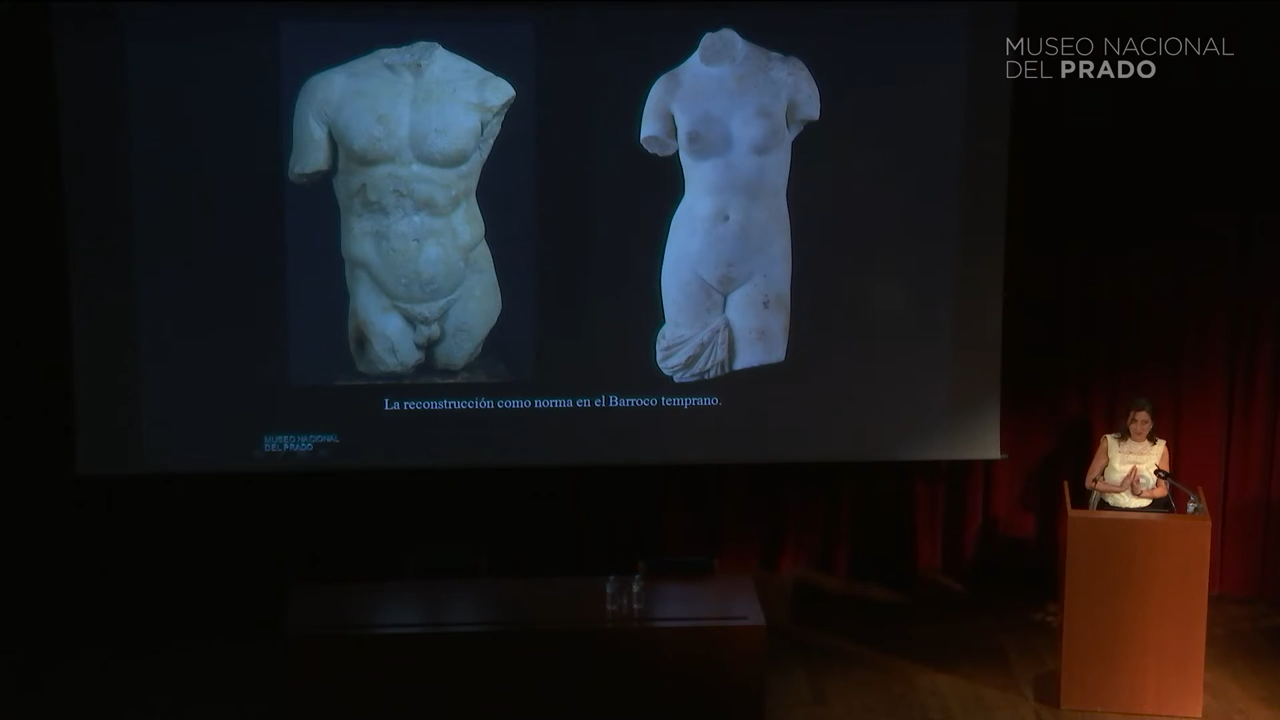 MUSEO NACIONAL
DEL PRADO
La reconstrucción como norma en el Barroco temprano.
MUSEO NACIONAL
DEL PRADO